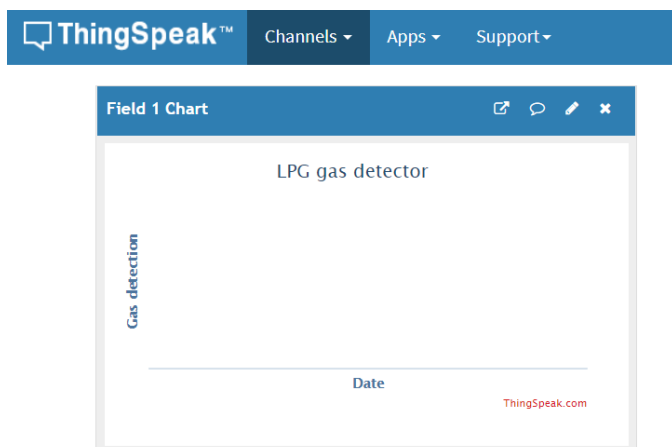 ThingSpeak™ Channels Apps Support
Field 1 Chart
LPG gas detector
Gas detection
Date
ThingSpeak.com